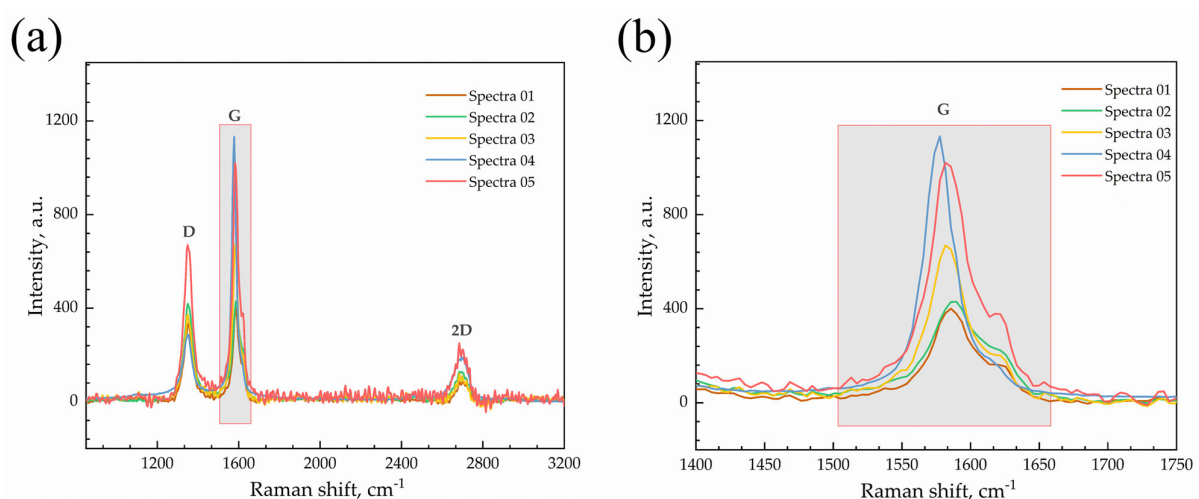 (a)
Intensity, a.u.
1200
800
400
0
D
G
2D
Spectra 01
Spectra 02
Spectra 03
Spectra 04
Spectra 05
1200 1600 2000 2400 2800 3200
Raman shift, cm⁻¹
(b)
Intensity, a.u.
1200
800
400
0
G
Spectra 01
Spectra 02
Spectra 03
Spectra 04
Spectra 05
1400 1450 1500 1550 1600 1650 1700 1750
Raman shift, cm⁻¹